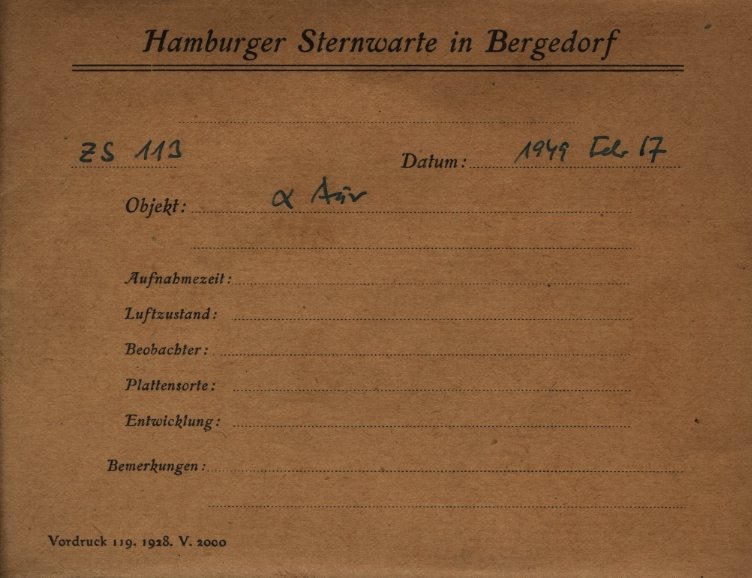 Hamburger Sternwarte in Bergedorf
ZS 113 Datum: 1949 Feb 17
Objekt: α Aur
Aufnahmezeit:
Luftzustand:
Beobachter:
Plattensorte:
Entwicklung:
Bemerkungen:
Vordruck 119. 1928. V. 2000